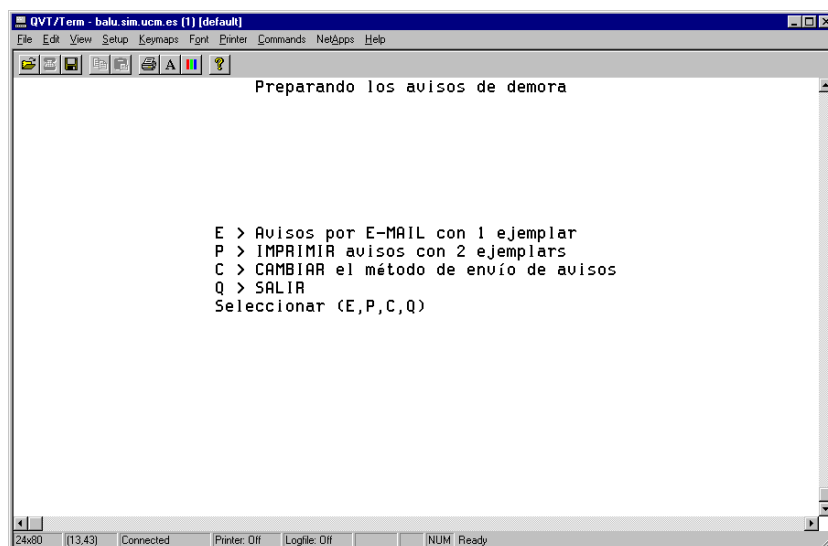 QVT/Term - balu.sim.ucm.es (1) [default]
File Edit View Setup Keymaps Font Printer Commands NetApps Help
A ?
Preparando los avisos de demora
E > Avisos por E-MAIL con 1 ejemplar
P > IMPRIMIR avisos con 2 ejemplars
C > CAMBIAR el método de envío de avisos
Q > SALIR
Seleccionar (E,P,C,Q)
24x80 (13,43) Connected Printer: Off Logfile: Off NUM Ready